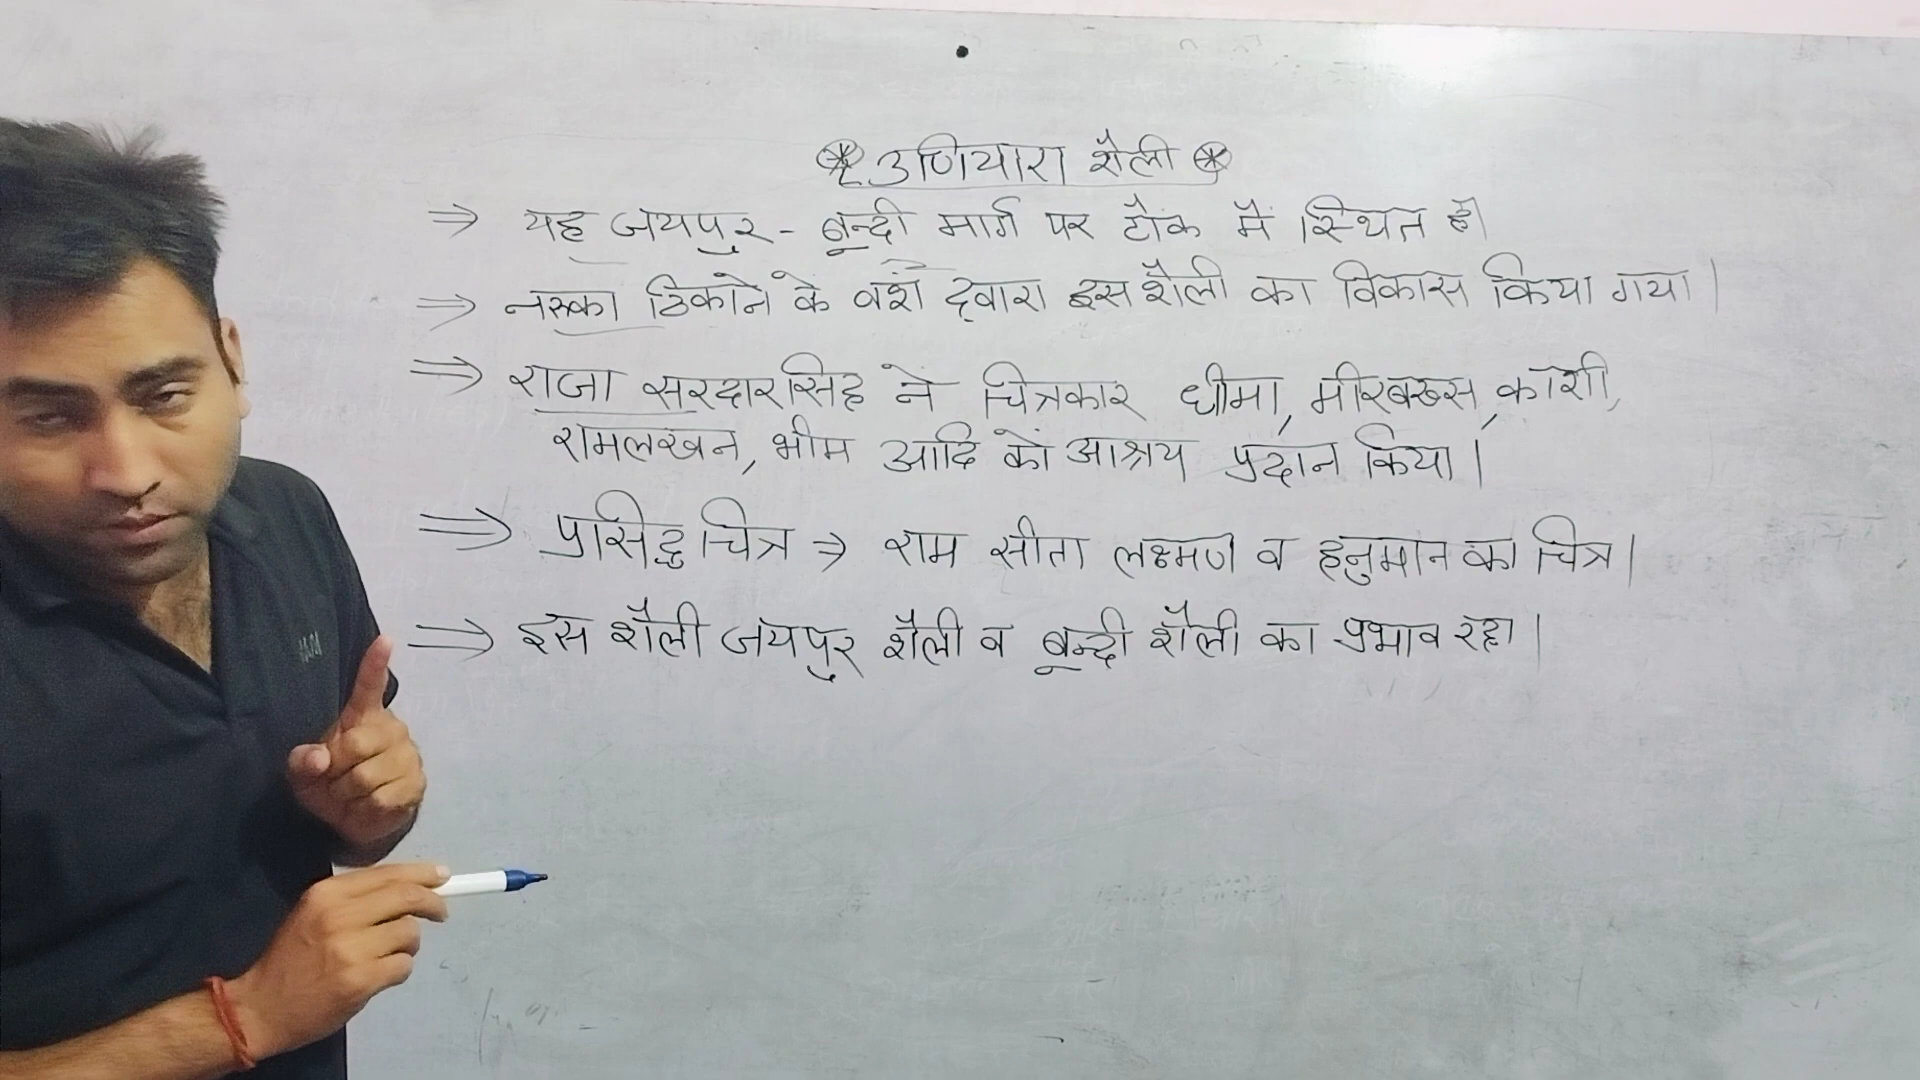 उणियारा शैली
⇒ यह जयपुर - बून्दी मार्ग पर टौंक में स्थित है।
⇒ नरुका ठिकाने के वंश द्वारा इस शैली का विकास किया गया।
⇒ राजा सरदारसिंह ने चित्रकार धीमा, मीरबख्स, काशी,
रामलखन, भीम आदि को आश्रय प्रदान किया।
⇒ प्रसिद्ध चित्र → राम सीता लक्ष्मण व हनुमान का चित्र।
⇒ इस शैली जयपुर शैली व बून्दी शैली का प्रभाव रहा।